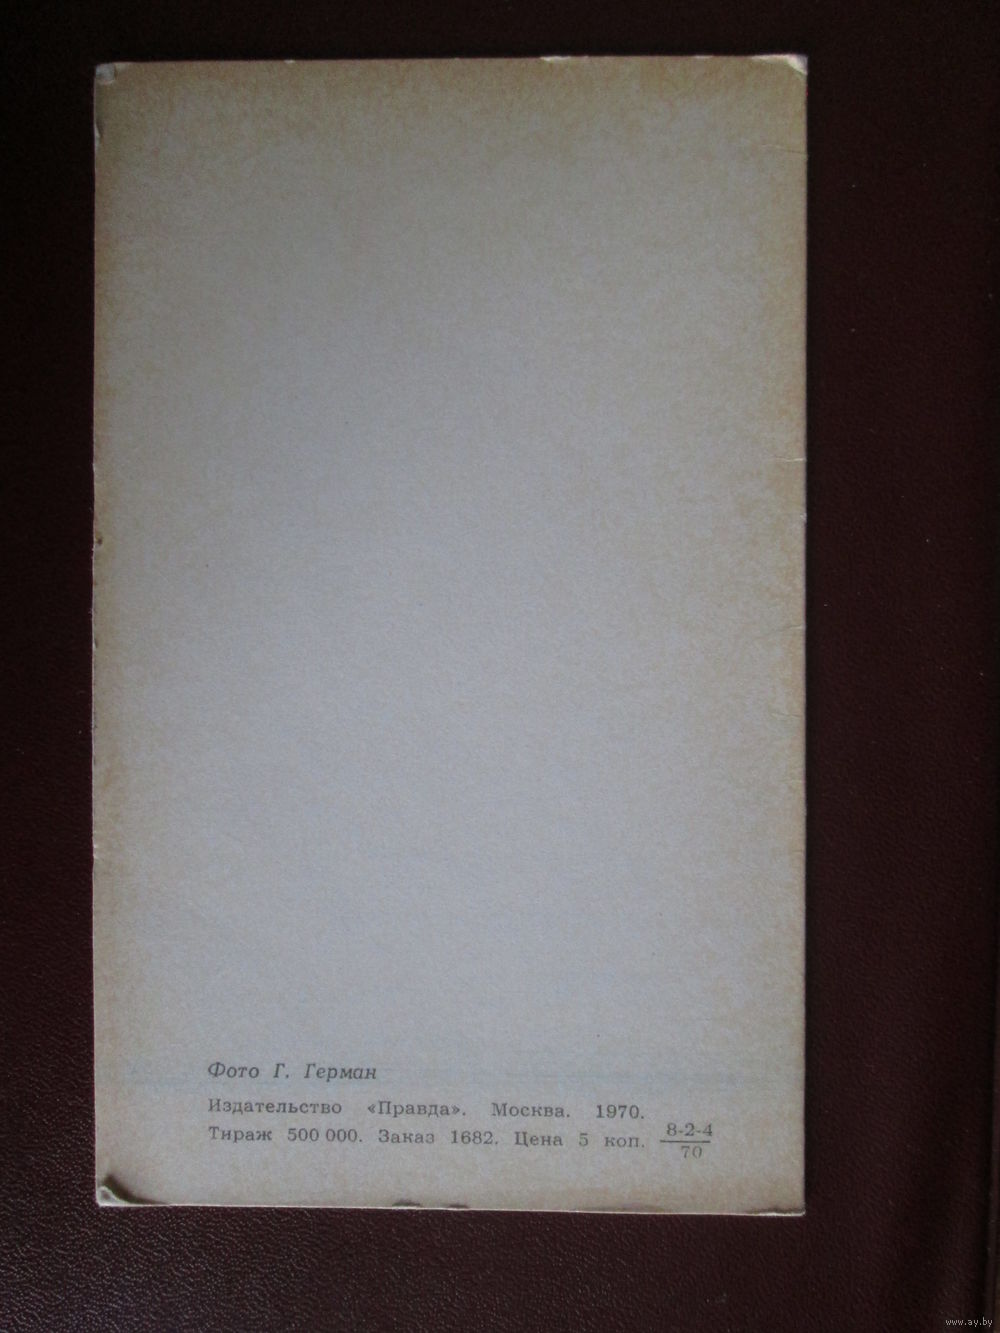 Фото Г. Герман
Издательство «Правда». Москва. 1970.
Тираж 500 000. Заказ 1682. Цена 5 коп. 8-2-4
70
www.ay.by